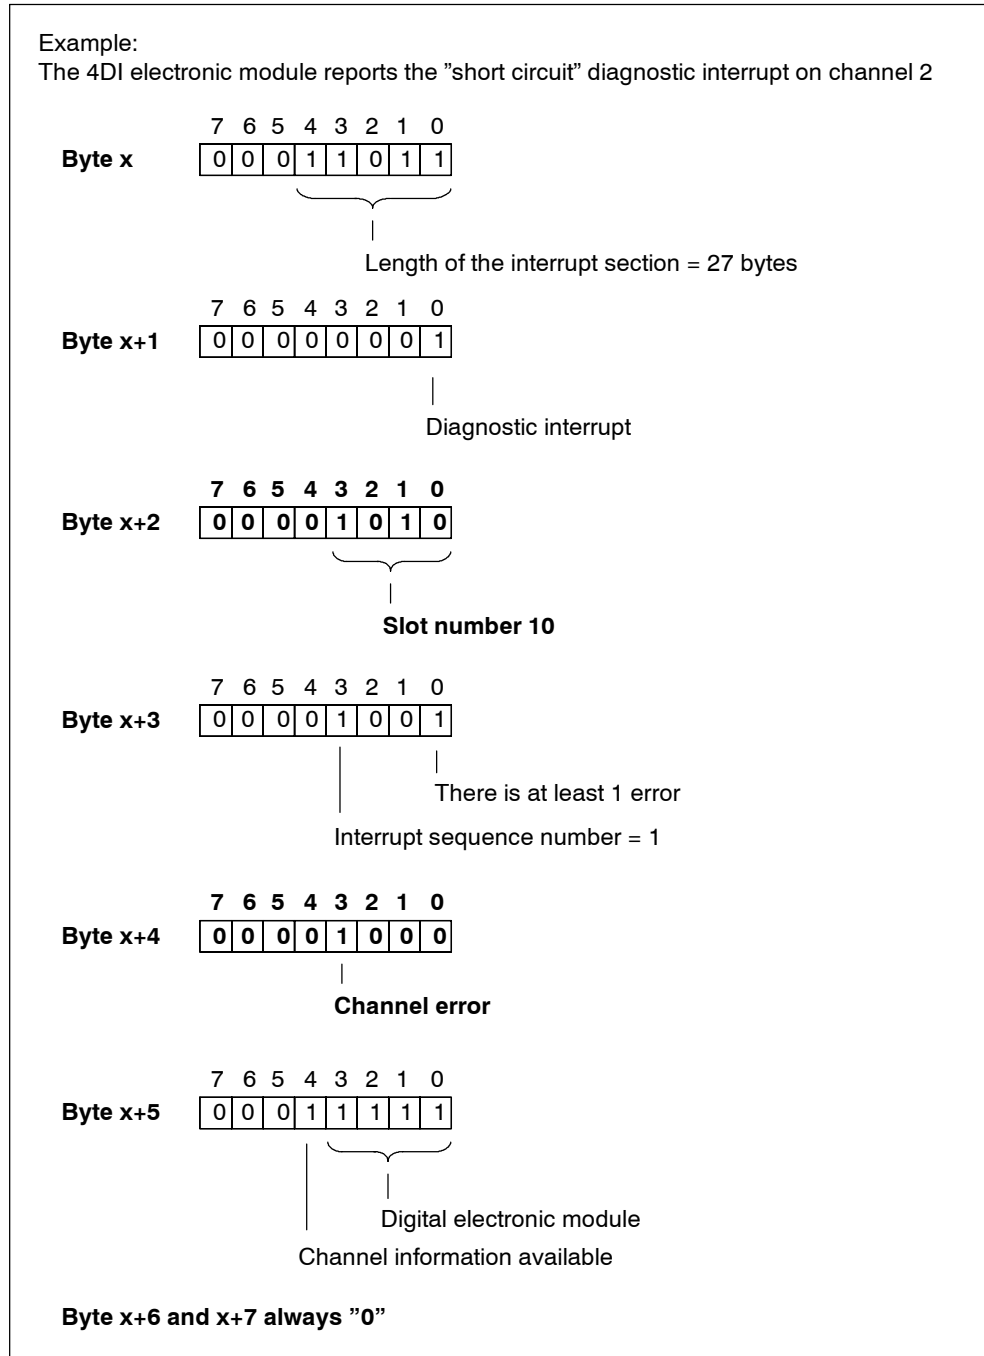 Example:
The 4DI electronic module reports the ”short circuit” diagnostic interrupt on channel 2
7 6 5 4 3 2 1 0
Byte x 0 0 0 1 1 0 1 1
Length of the interrupt section = 27 bytes
7 6 5 4 3 2 1 0
Byte x+1 0 0 0 0 0 0 0 1
Diagnostic interrupt
7 6 5 4 3 2 1 0
Byte x+2 0 0 0 0 1 0 1 0
Slot number 10
7 6 5 4 3 2 1 0
Byte x+3 0 0 0 0 1 0 0 1
There is at least 1 error
Interrupt sequence number = 1
7 6 5 4 3 2 1 0
Byte x+4 0 0 0 0 1 0 0 0
Channel error
7 6 5 4 3 2 1 0
Byte x+5 0 0 0 1 1 1 1 1
Digital electronic module
Channel information available
Byte x+6 and x+7 always ”0”